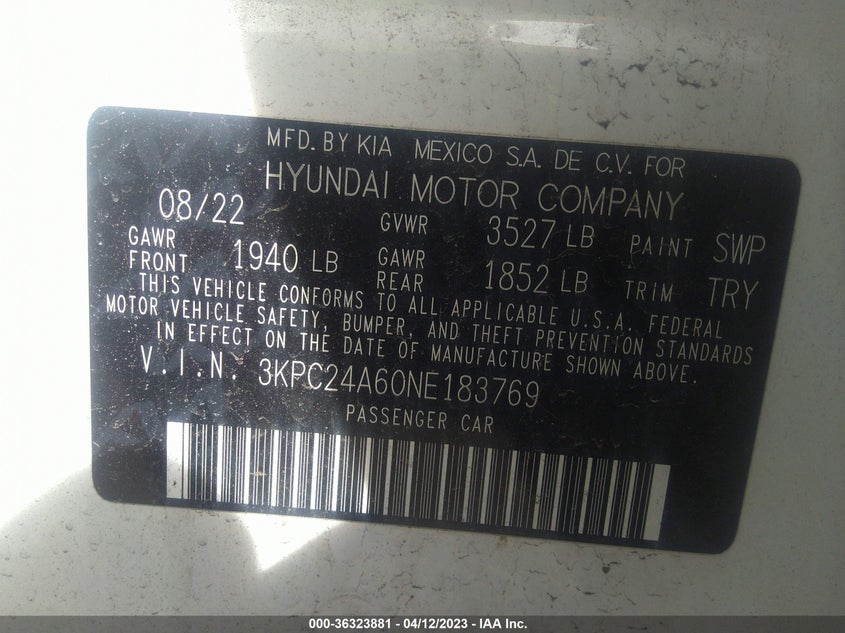 MFD. BY KIA MEXICO S.A. DE C.V. FOR
HYUNDAI MOTOR COMPANY
08/22 GVWR 3527 LB PAINT SWP
GAWR FRONT 1940 LB GAWR REAR 1852 LB TRIM TRY
THIS VEHICLE CONFORMS TO ALL APPLICABLE U.S.A. FEDERAL
MOTOR VEHICLE SAFETY, BUMPER, AND THEFT PREVENTION STANDARDS
IN EFFECT ON THE DATE OF MANUFACTURE SHOWN ABOVE.
V.I.N. 3KPC24A60NE183769
PASSENGER CAR
000-36323881 - 04/12/2023 - IAA Inc.